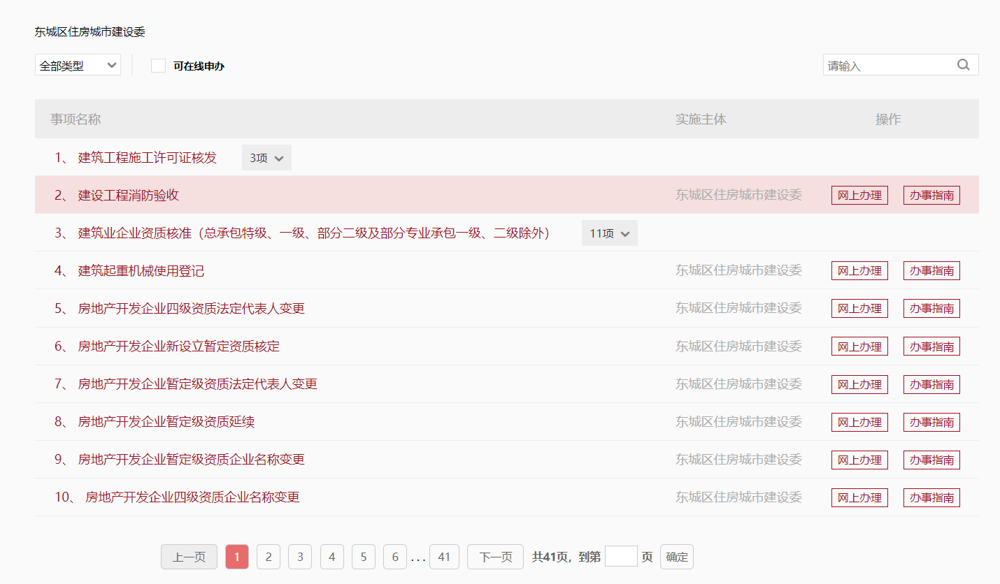 东城区住房城市建设委
全部类型 可在线申办 请输入
事项名称 实施主体 操作
1、 建筑工程施工许可证核发 3项
2、 建设工程消防验收 东城区住房城市建设委 网上办理 办事指南
3、 建筑业企业资质核准（总承包特级、一级、部分二级及部分专业承包一级、二级除外） 11项
4、 建筑起重机械使用登记 东城区住房城市建设委 网上办理 办事指南
5、 房地产开发企业四级资质法定代表人变更 东城区住房城市建设委 网上办理 办事指南
6、 房地产开发企业新设立暂定资质核定 东城区住房城市建设委 网上办理 办事指南
7、 房地产开发企业暂定级资质法定代表人变更 东城区住房城市建设委 网上办理 办事指南
8、 房地产开发企业暂定级资质延续 东城区住房城市建设委 网上办理 办事指南
9、 房地产开发企业暂定级资质企业名称变更 东城区住房城市建设委 网上办理 办事指南
10、 房地产开发企业四级资质企业名称变更 东城区住房城市建设委 网上办理 办事指南
上一页 1 2 3 4 5 6 ... 41 下一页 共41页，到第 页 确定